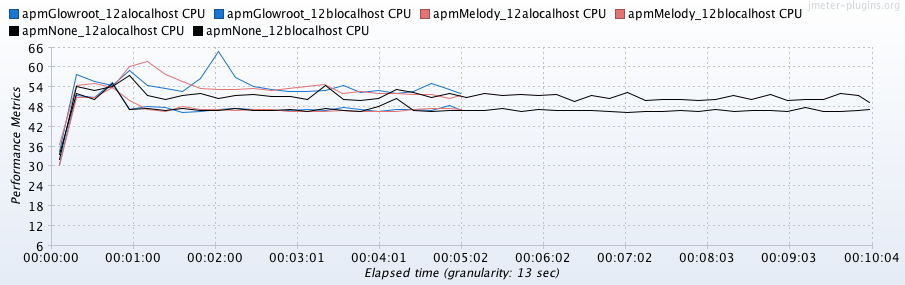 jmeter-plugins.org
apmGlowroot_12alocalhost CPU apmGlowroot_12blocalhost CPU apmMelody_12alocalhost CPU apmMelody_12blocalhost CPU
apmNone_12alocalhost CPU apmNone_12blocalhost CPU
Performance Metrics
66
60
54
48
42
36
30
24
18
12
6
00:00:00 00:01:00 00:02:00 00:03:01 00:04:01 00:05:02 00:06:02 00:07:02 00:08:03 00:09:03 00:10:04
Elapsed time (granularity: 13 sec)